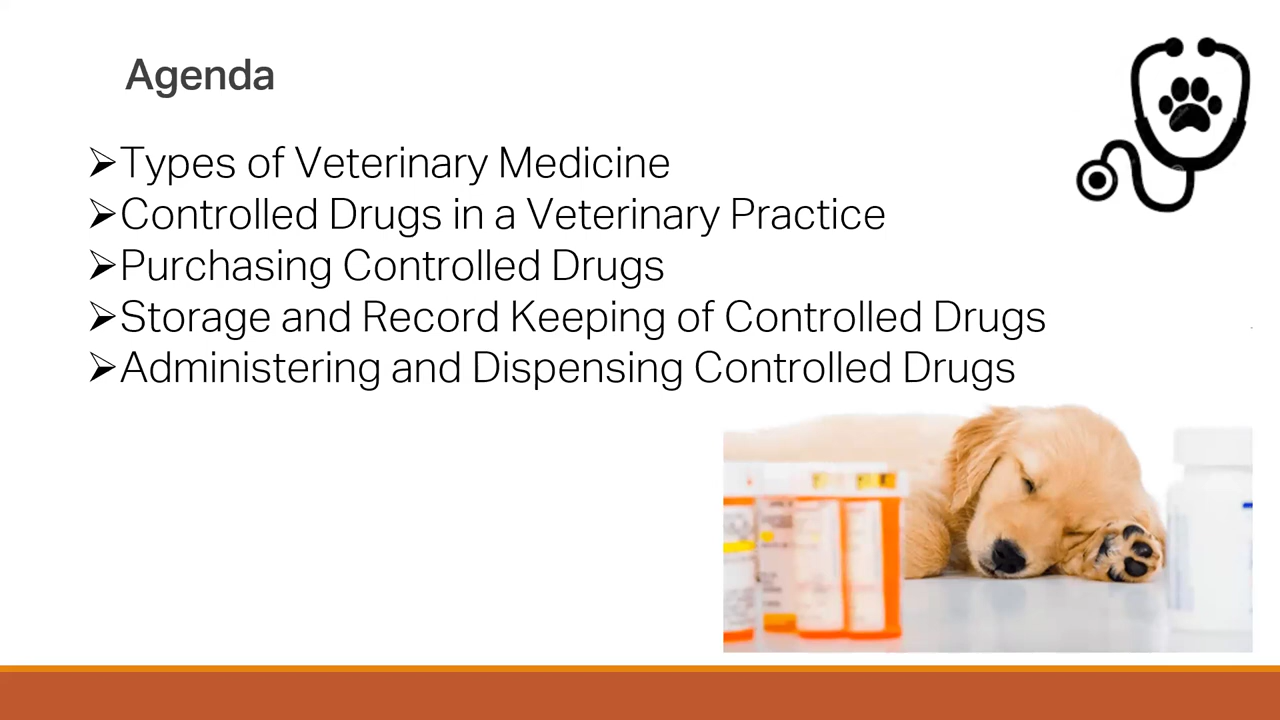 Agenda
➢Types of Veterinary Medicine
➢Controlled Drugs in a Veterinary Practice
➢Purchasing Controlled Drugs
➢Storage and Record Keeping of Controlled Drugs
➢Administering and Dispensing Controlled Drugs